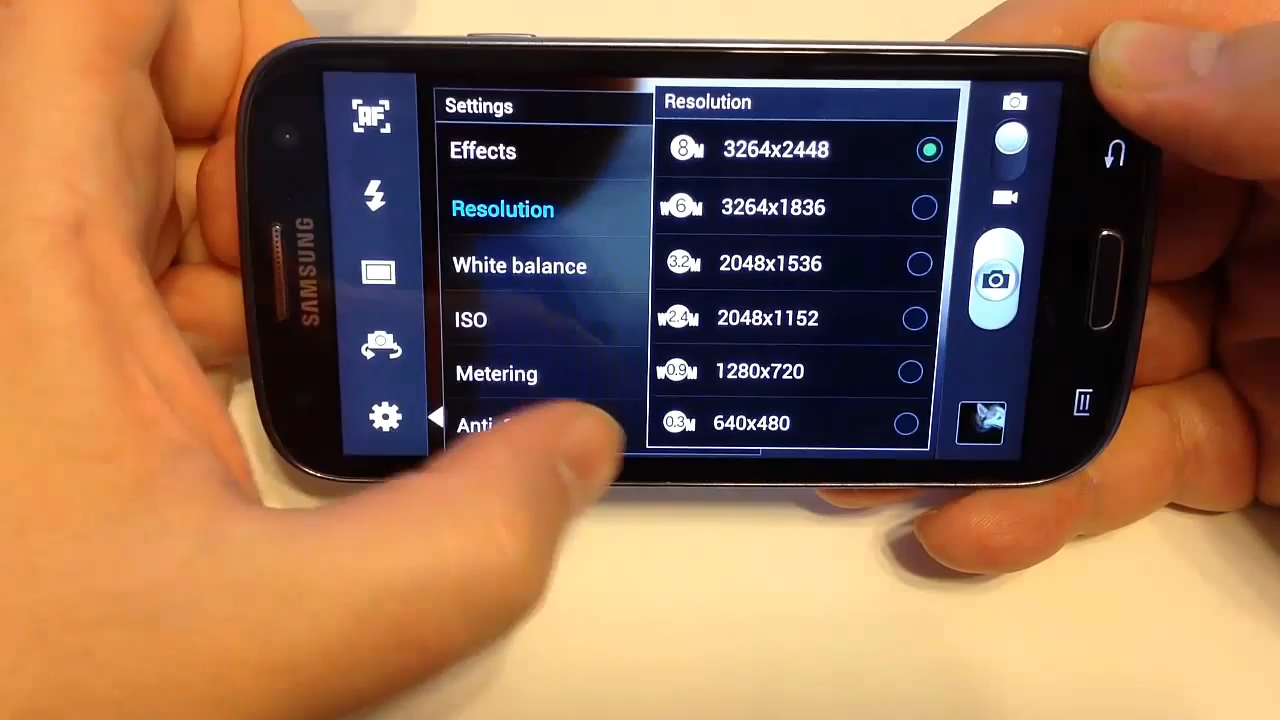 SAMSUNG
AF
Settings
Effects
Resolution
White balance
ISO
Metering
Anti-
Resolution
8M 3264x2448
W6M 3264x1836
3.2M 2048x1536
W2.4M 2048x1152
W0.9M 1280x720
0.3M 640x480